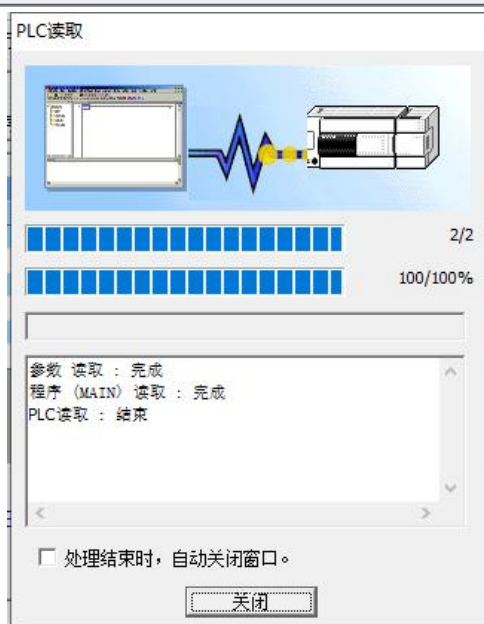 PLC读取
2/2
100/100%
参数 读取 : 完成
程序 (MAIN) 读取 : 完成
PLC读取 : 结束
处理结束时，自动关闭窗口。
关闭